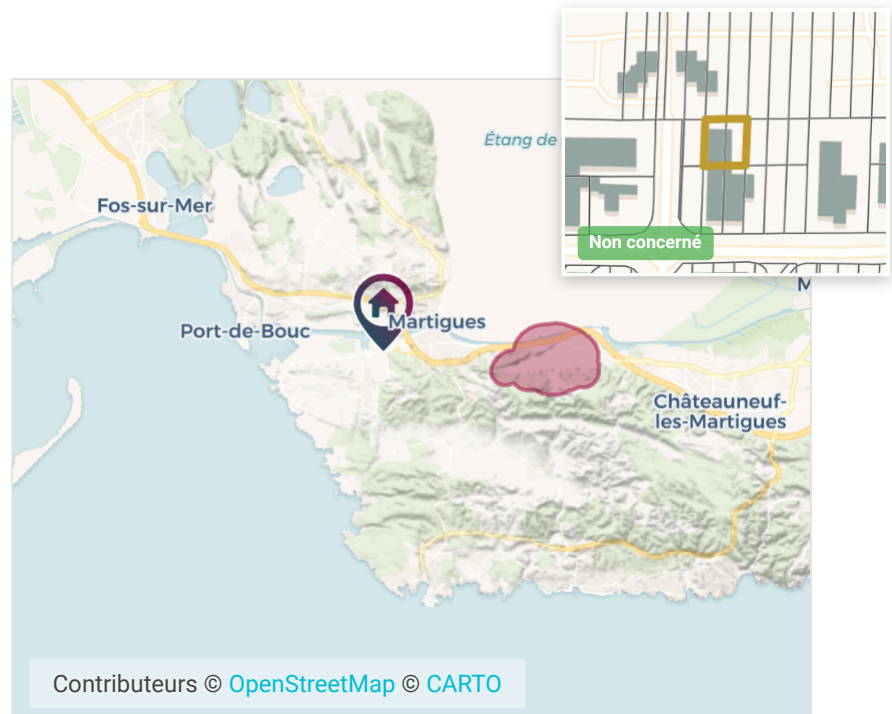 Étang de
Non concerné
Fos-sur-Mer
Port-de-Bouc
Martigues
Châteauneuf-
les-Martigues
Contributeurs © OpenStreetMap © CARTO